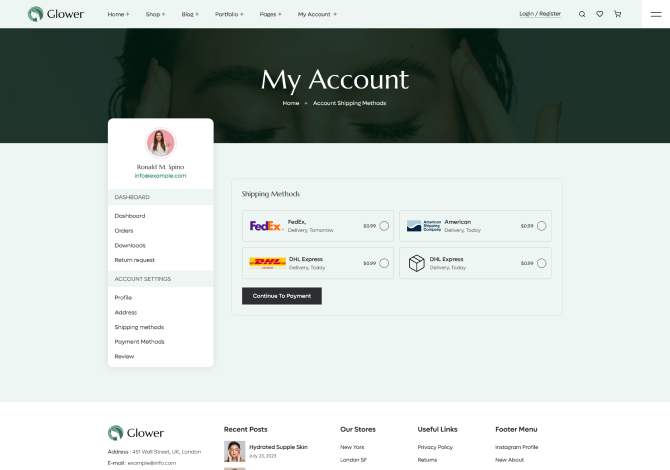 Glower
Home + Shop + Blog + Portfolio + Pages + My Account + Login / Register
My Account
Home Account Shipping Methods
Ronald M. Spino
info@example.com
DASHBOARD
Dashboard
Orders
Downloads
Return request
ACCOUNT SETTINGS
Profile
Address
Shipping methods
Payment Methods
Review
Shipping Methods
FedEx
FedEx,
Delivery, Tomorrow
$0.99
American Shipping Company
American
Delivery, Today
$0.99
DHL
DHL Express
Delivery, Today
$0.99
DHL Express
Delivery, Today
$0.99
Continue To Payment
Glower
Address : 451 Wall Street, UK, London
E-mail : example@info.com
Recent Posts
Hydrated Supple Skin
July 23, 2023
Our Stores
New York
London SF
Useful Links
Privacy Policy
Returns
Footer Menu
Instagram Profile
New About